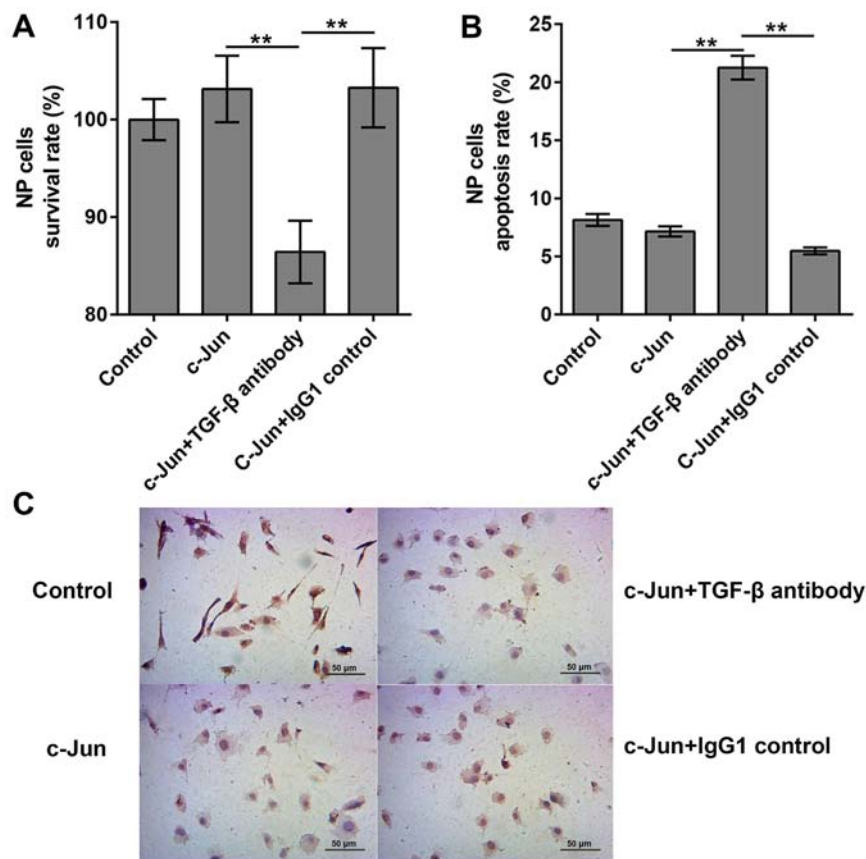 A
110
100
90
80
NP cells
survival rate (%)
**
**
Control
c-Jun
c-Jun+TGF-β antibody
C-Jun+IgG1 control
B
25
20
15
10
5
0
NP cells
apoptosis rate (%)
**
**
Control
c-Jun
c-Jun+TGF-β antibody
C-Jun+IgG1 control
C
Control
50 μm
50 μm
c-Jun+TGF-β antibody
c-Jun
50 μm
50 μm
c-Jun+IgG1 control